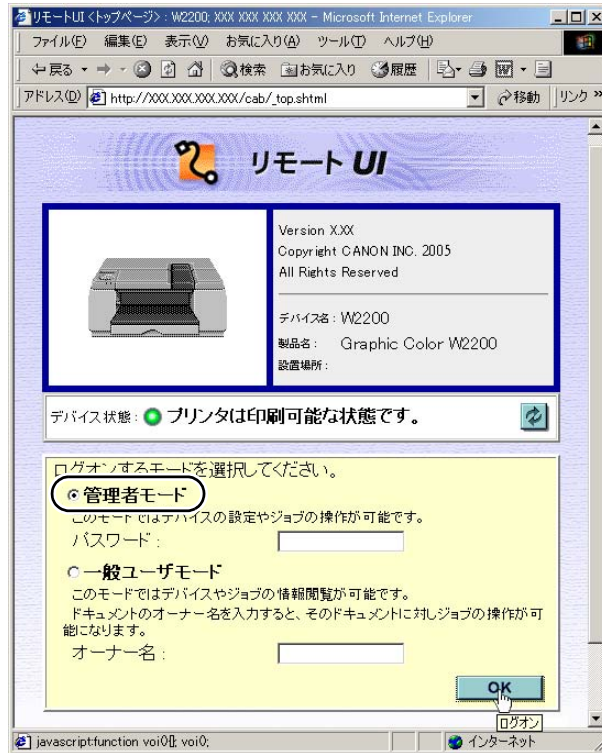 リモートUI <トップページ> : W2200; XXX XXX XXX XXX - Microsoft Internet Explorer
ファイル(F) 編集(E) 表示(V) お気に入り(A) ツール(T) ヘルプ(H)
戻る 検索 お気に入り 履歴
アドレス(D) http://XXX.XXX.XXX.XXX/cab/_top.shtml 移動 リンク »
リモート UI
Version X.XX
Copyright CANON INC. 2005
All Rights Reserved
デバイス名 : W2200
製品名 : Graphic Color W2200
設置場所 :
デバイス状態 : プリンタは印刷可能な状態です。
ログオンするモードを選択してください。
管理者モード
このモードではデバイスの設定やジョブの操作が可能です。
パスワード :
一般ユーザモード
このモードではデバイスやジョブの情報閲覧が可能です。
ドキュメントのオーナー名を入力すると、そのドキュメントに対しジョブの操作が可
能になります。
オーナー名 :
OK
ログオン
javascript:function voi0{}; voi0;
インターネット